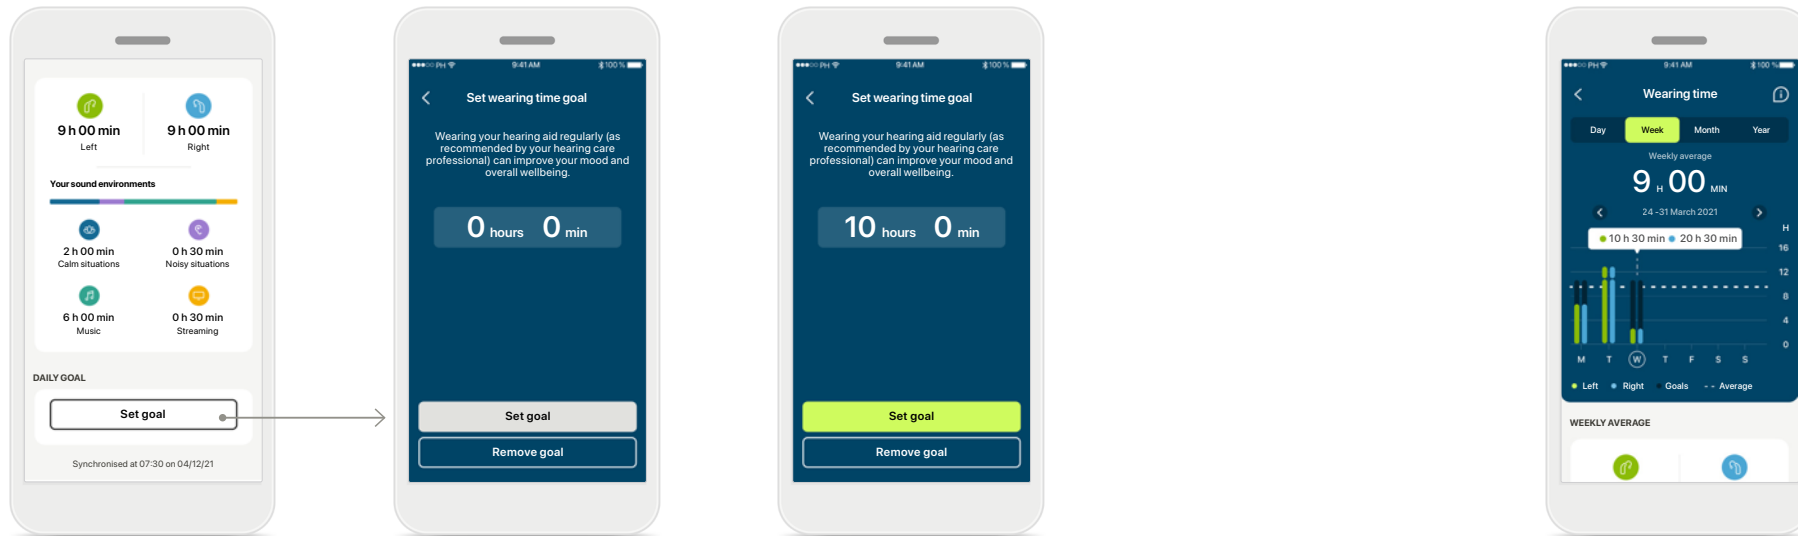 9 h 00 min
9 h 00 min
Left
Right
Your sound environments
2 h 00 min
0 h 30 min
Calm situations
Noisy situations
6 h 00 min
0 h 30 min
Music
Streaming
DAILY GOAL
Set goal
Synchronised at 07:30 on 04/12/21
PH
9:41 AM
100 %
Set wearing time goal
Wearing your hearing aid regularly (as
recommended by your hearing care
professional) can improve your mood and
overall wellbeing.
0 hours 0 min
Set goal
Remove goal
PH
9:41 AM
100 %
Set wearing time goal
Wearing your hearing aid regularly (as
recommended by your hearing care
professional) can improve your mood and
overall wellbeing.
10 hours 0 min
Set goal
Remove goal
PH
9:41 AM
100 %
Wearing time
Day Week Month Year
Weekly average
9 H 00 MIN
24 -31 March 2021
H
10 h 30 min 20 h 30 min
16
12
8
4
0
M T W T F S S
Left Right Goals Average
WEEKLY AVERAGE